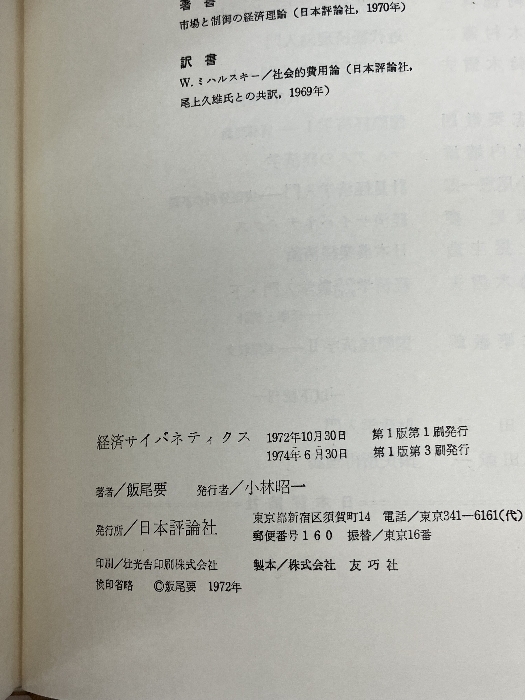 著書
市場と制御の経済理論（日本評論社，1970年）
訳書
W．ミハルスキー／社会的費用論（日本評論社，
尾上久雄氏との共訳，1969年）
経済サイバネティクス 1972年10月30日 第1版第1刷発行
1974年6月30日 第1版第3刷発行
著者／飯尾要 発行者／小林昭一
発行所／日本評論社 東京都新宿区須賀町14 電話／東京341－6161(代)
郵便番号160 振替／東京16番
印刷／壮光舎印刷株式会社 製本／株式会社 友巧社
検印省略 ©飯尾要 1972年